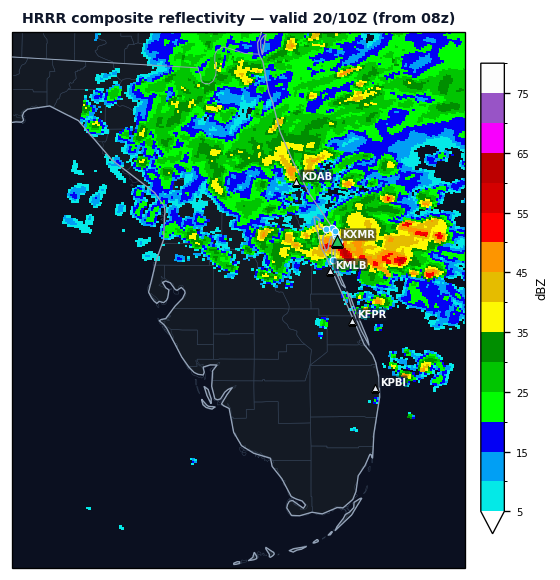 HRRR composite reflectivity — valid 20/10Z (from 08z)
KDAB
KXMR
KMLB
KFPR
KPBI
75
65
55
45
35
25
15
5
dBZ